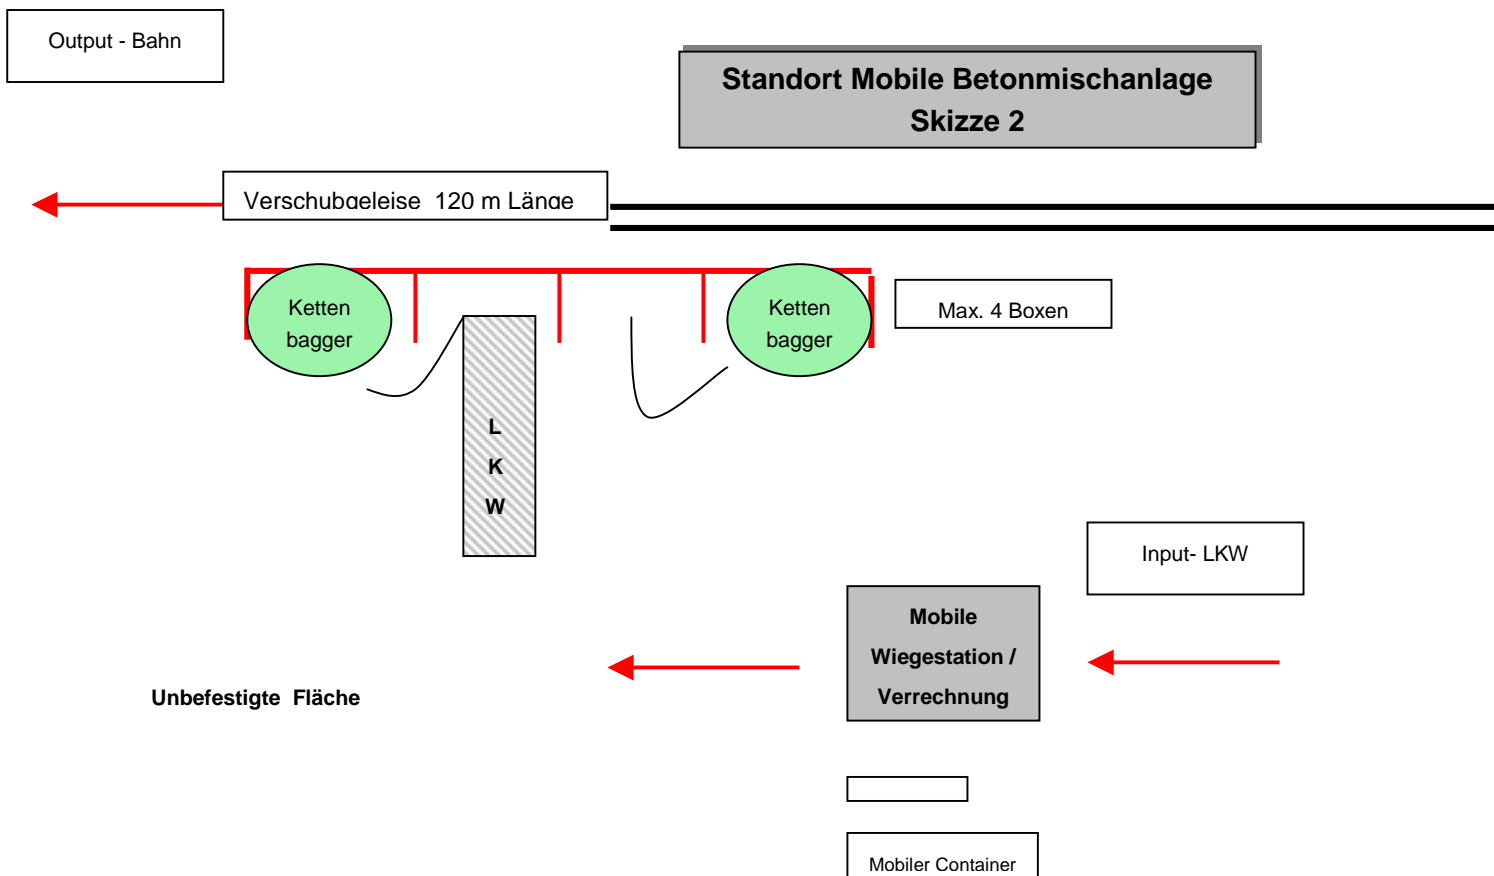 Output - Bahn
Standort Mobile Betonmischanlage
Skizze 2
Verschubgeleise 120 m Länge
Ketten
bagger
Ketten
bagger
Max. 4 Boxen
L
K
W
Input- LKW
Mobile
Wiegestation /
Verrechnung
Unbefestigte Fläche
Mobiler Container